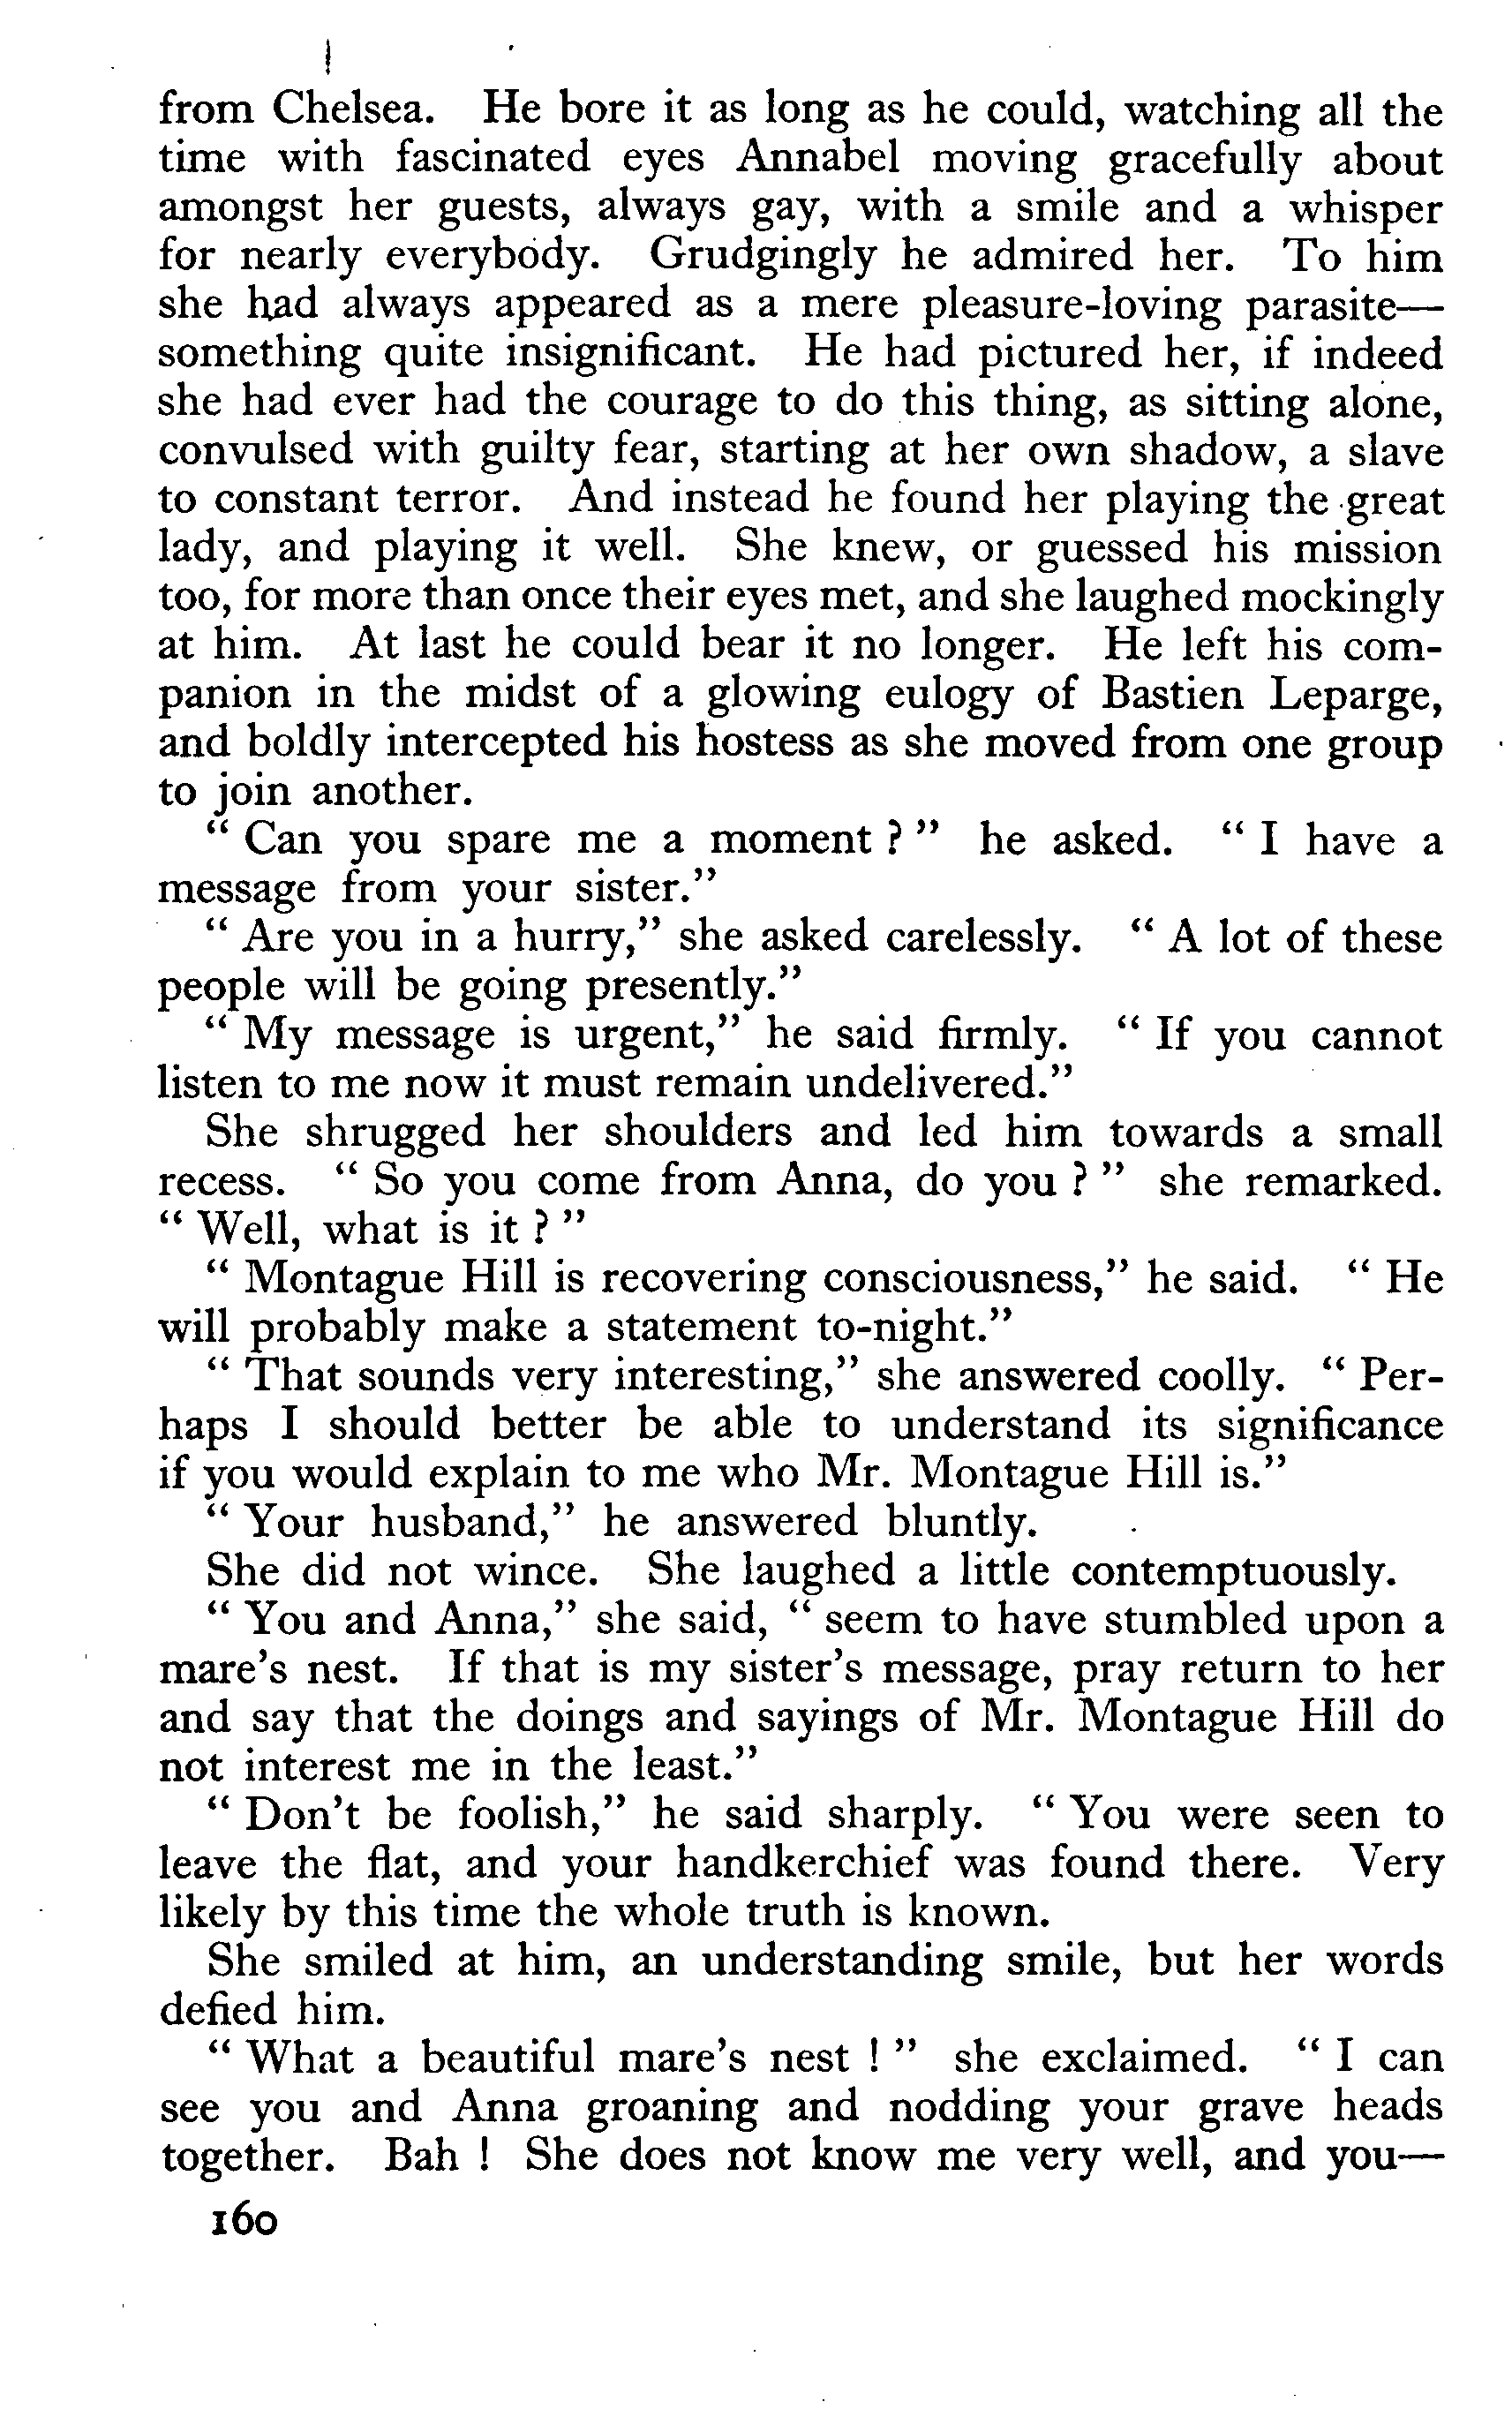 from Chelsea. He bore it as long as he could, watching all the
time with fascinated eyes Annabel moving gracefully about
amongst her guests, always gay, with a smile and a whisper
for nearly everybody. Grudgingly he admired her. To him
she had always appeared as a mere pleasure-loving parasite—
something quite insignificant. He had pictured her, if indeed
she had ever had the courage to do this thing, as sitting alone,
convulsed with guilty fear, starting at her own shadow, a slave
to constant terror. And instead he found her playing the great
lady, and playing it well. She knew, or guessed his mission
too, for more than once their eyes met, and she laughed mockingly
at him. At last he could bear it no longer. He left his com-
panion in the midst of a glowing eulogy of Bastien Leparge,
and boldly intercepted his hostess as she moved from one group
to join another.
“ Can you spare me a moment ? ” he asked. “ I have a
message from your sister.”
“ Are you in a hurry,” she asked carelessly. “ A lot of these
people will be going presently.”
“ My message is urgent,” he said firmly. “ If you cannot
listen to me now it must remain undelivered.”
She shrugged her shoulders and led him towards a small
recess. “ So you come from Anna, do you ? ” she remarked.
“ Well, what is it ? ”
“ Montague Hill is recovering consciousness,” he said. “ He
will probably make a statement to-night.”
“ That sounds very interesting,” she answered coolly. “ Per-
haps I should better be able to understand its significance
if you would explain to me who Mr. Montague Hill is.”
“ Your husband,” he answered bluntly.
She did not wince. She laughed a little contemptuously.
“ You and Anna,” she said, “ seem to have stumbled upon a
mare’s nest. If that is my sister’s message, pray return to her
and say that the doings and sayings of Mr. Montague Hill do
not interest me in the least.”
“ Don’t be foolish,” he said sharply. “ You were seen to
leave the flat, and your handkerchief was found there. Very
likely by this time the whole truth is known.
She smiled at him, an understanding smile, but her words
defied him.
“ What a beautiful mare’s nest ! ” she exclaimed. “ I can
see you and Anna groaning and nodding your grave heads
together. Bah ! She does not know me very well, and you—
160